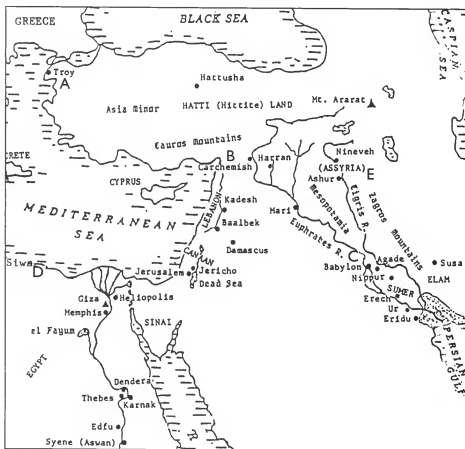 GREECE
BLACK SEA
CASPIAN SEA
Troy
A
Hattusha
Asia Minor
HATTI (Hittite) LAND
Mt. Ararat
tauros mountains
B
CRETE
Carchemish
Harran
Nineveh
(ASSYRIA)
E
Ashur
CYPRUS
LEBANON
Kadesh
Mari
mesopotamia
tigris R.
zagros mountains
MEDITERRANEAN
SEA
Baalbek
Damascus
Euphrates R.
CANAAN
Siwa
D
Jerusalem
Jericho
Dead Sea
C
Babylon
Agade
Susa
Nippur
ELAM
Giza
Heliopolis
Memphis
SINAI
SUMER
Erech
Ur
Eridu
PERSIAN GULF
el Fayum
EGYPT
Dendera
Thebes
Karnak
Edfu
Syene (Aswan)